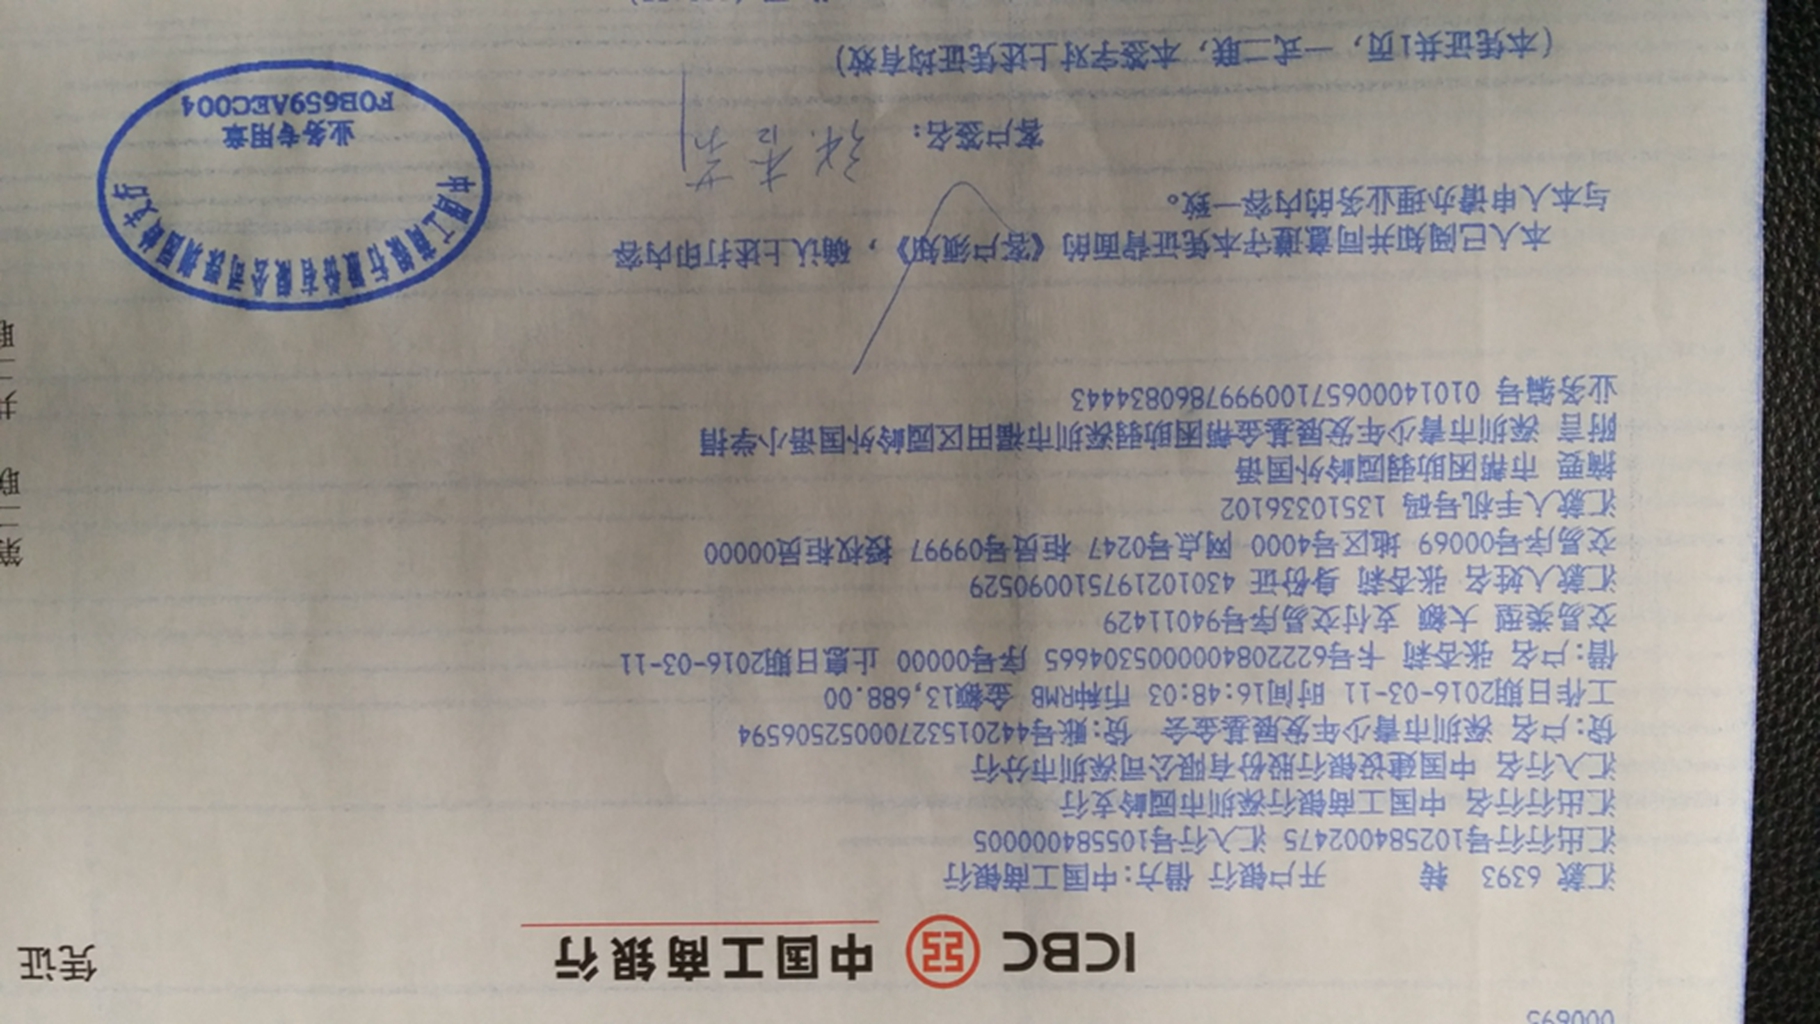 000695
ICBC 中国工商银行
凭证
汇款 6393 转 开户银行 借方:中国工商银行
汇出行行号102584002475 汇入行号105584000005
汇出行行名 中国工商银行深圳市园岭支行
汇入行名 中国建设银行股份有限公司深圳市分行
贷:户名 深圳市青少年发展基金会 贷:账号44201532700052506594
工作日期2016-03-11 时间16:48:03 币种RMB 金额13,688.00
借:户名 张杏莉 卡号6222084000005304665 序号00000 止息日期2016-03-11
交易类型 大额 支付交易序号94011429
汇款人姓名 张杏莉 身份证 430102197510090529
交易序号00069 地区号4000 网点号0247 柜员号09997 授权柜员00000
汇款人手机号码 13510336102
摘要 市帮困助弱园岭外国语
附言 深圳市青少年发展基金帮困助弱深圳市福田区园岭外国语小学捐
业务编号 010140006571009997860834443
第二联
共二联
本人已阅知并同意遵守本凭证背面的《客户须知》，确认上述打印内容
与本人申请办理业务的内容一致。
客户签名: 张杏莉
(本凭证共1页, 一式二联, 本签字对上述凭证均有效)
中国工商银行股份有限公司深圳园岭支行
业务专用章
F0B659AEC004